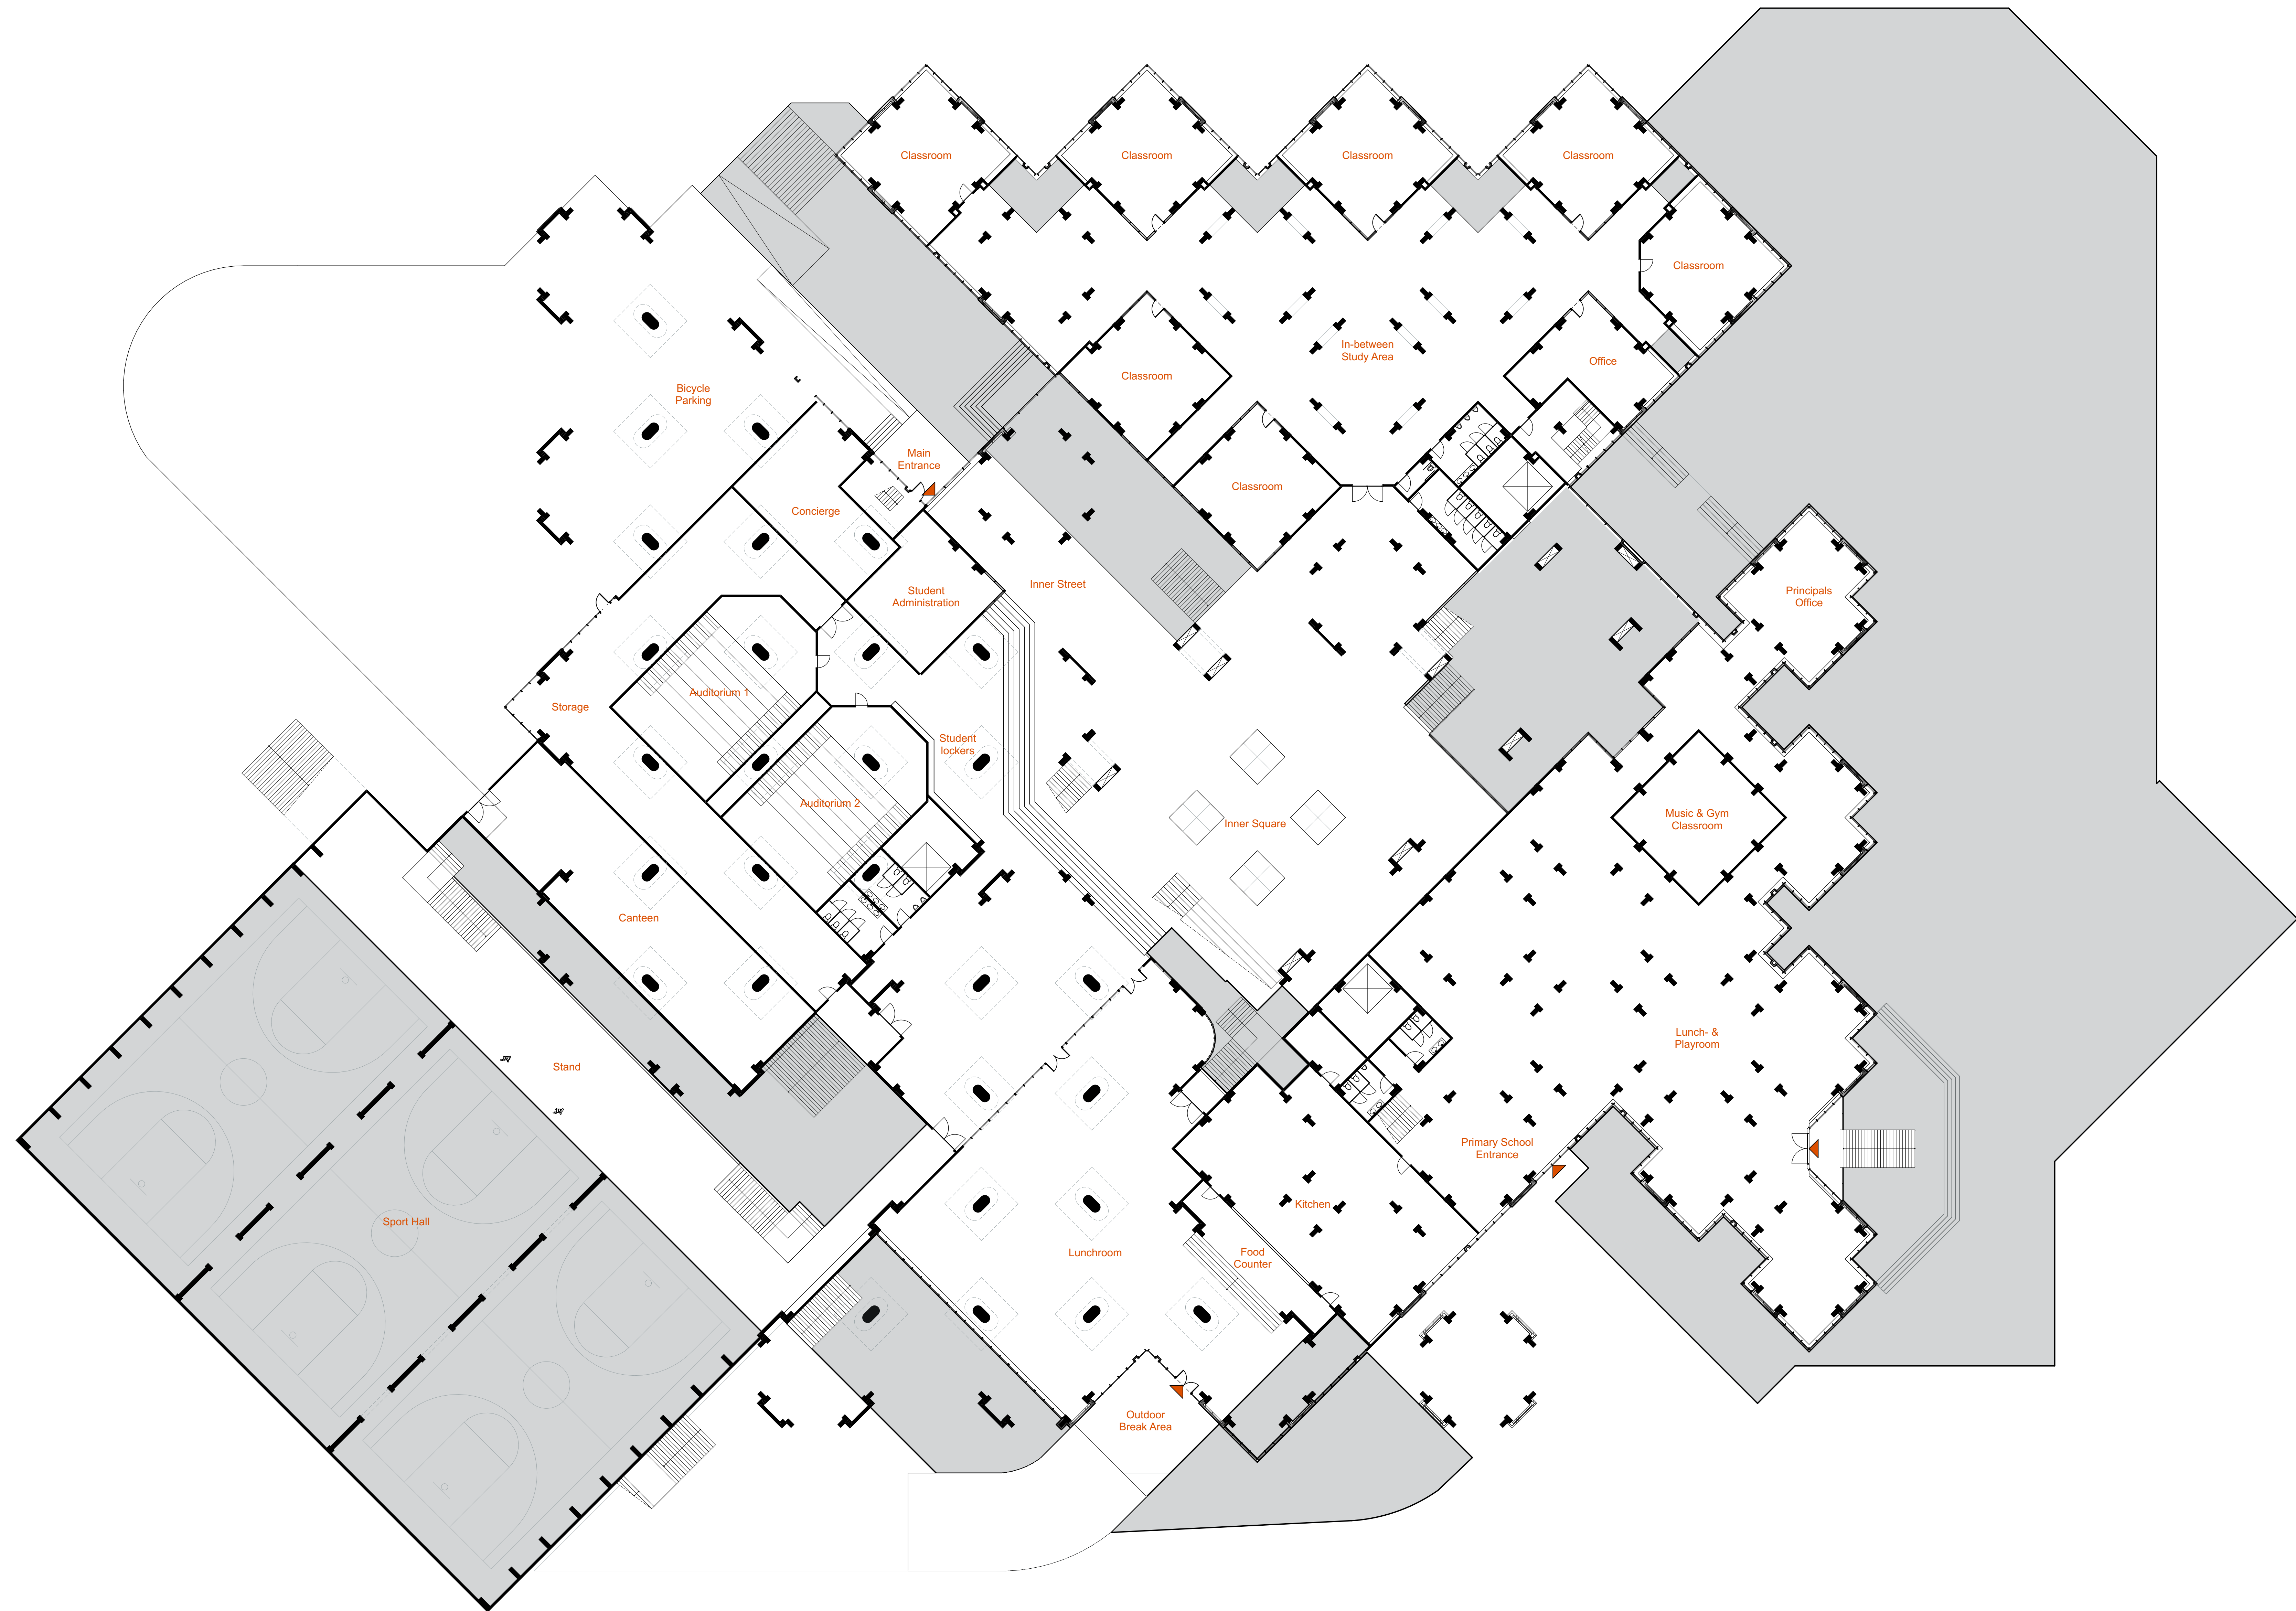 Classroom
Classroom
Classroom
Classroom
Classroom
In-between
Study Area
Office
Classroom
Bicycle
Parking
Main
Entrance
Classroom
Concierge
Inner Street
Student
Administration
Principals
Office
Auditorium 1
Storage
Student
lockers
Auditorium 2
Inner Square
Music & Gym
Classroom
Canteen
Lunch- &
Playroom
Stand
Primary School
Entrance
Kitchen
Sport Hall
Lunchroom
Food
Counter
Outdoor
Break Area